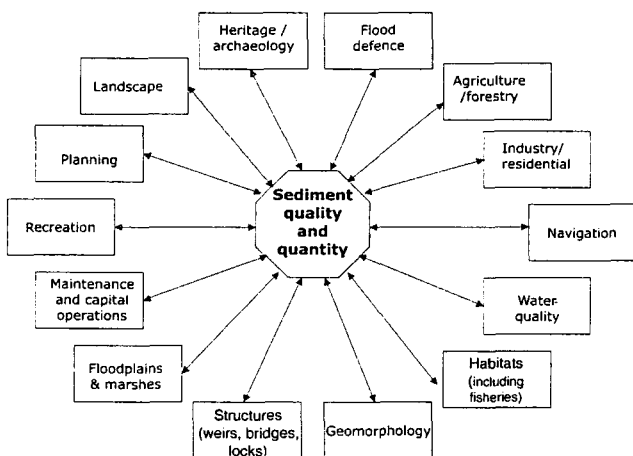 Heritage /
archaeology
Flood
defence
Landscape
Agriculture
/forestry
Planning
Industry/
residential
Sediment
quality
and
quantity
Recreation
Navigation
Maintenance
and capital
operations
Water
quality
Floodplains
& marshes
Habitats
(including
fisheries)
Structures
(weirs, bridges,
locks)
Geomorphology